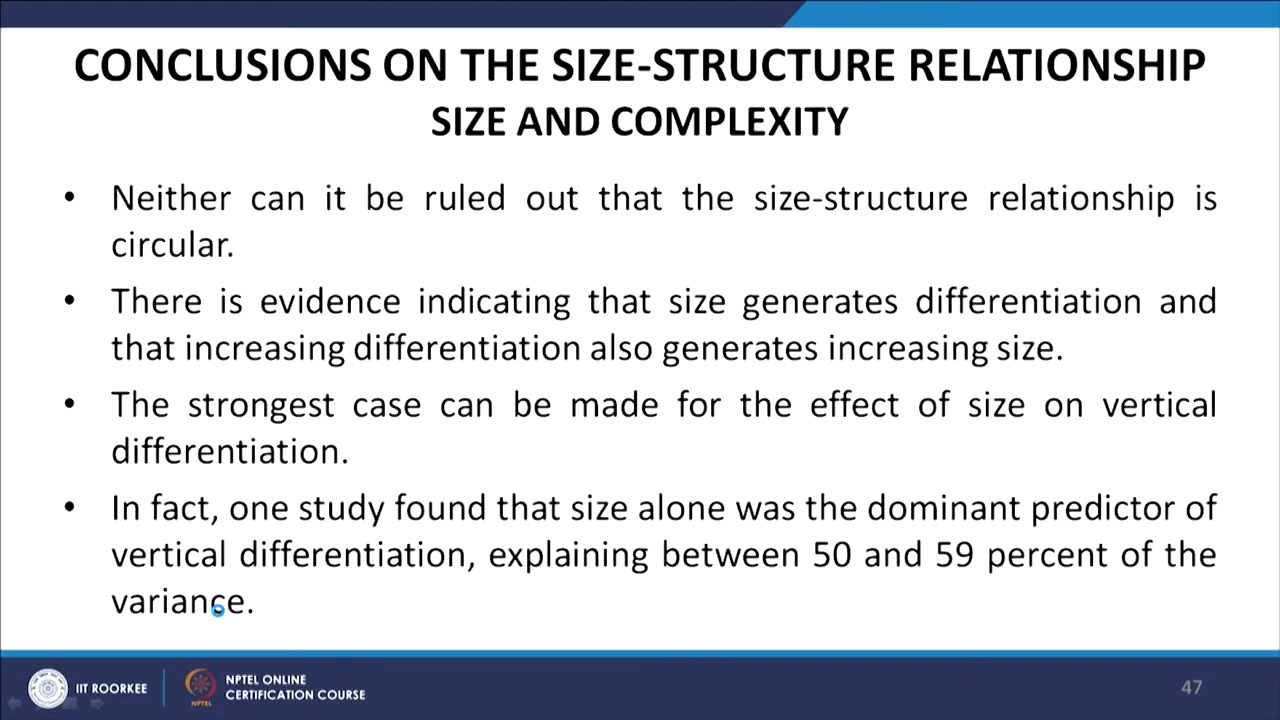 CONCLUSIONS ON THE SIZE-STRUCTURE RELATIONSHIP
SIZE AND COMPLEXITY
• Neither can it be ruled out that the size-structure relationship is
circular.
• There is evidence indicating that size generates differentiation and
that increasing differentiation also generates increasing size.
• The strongest case can be made for the effect of size on vertical
differentiation.
• In fact, one study found that size alone was the dominant predictor of
vertical differentiation, explaining between 50 and 59 percent of the
variance.
IIT ROORKEE
NPTEL
NPTEL ONLINE
CERTIFICATION COURSE
47